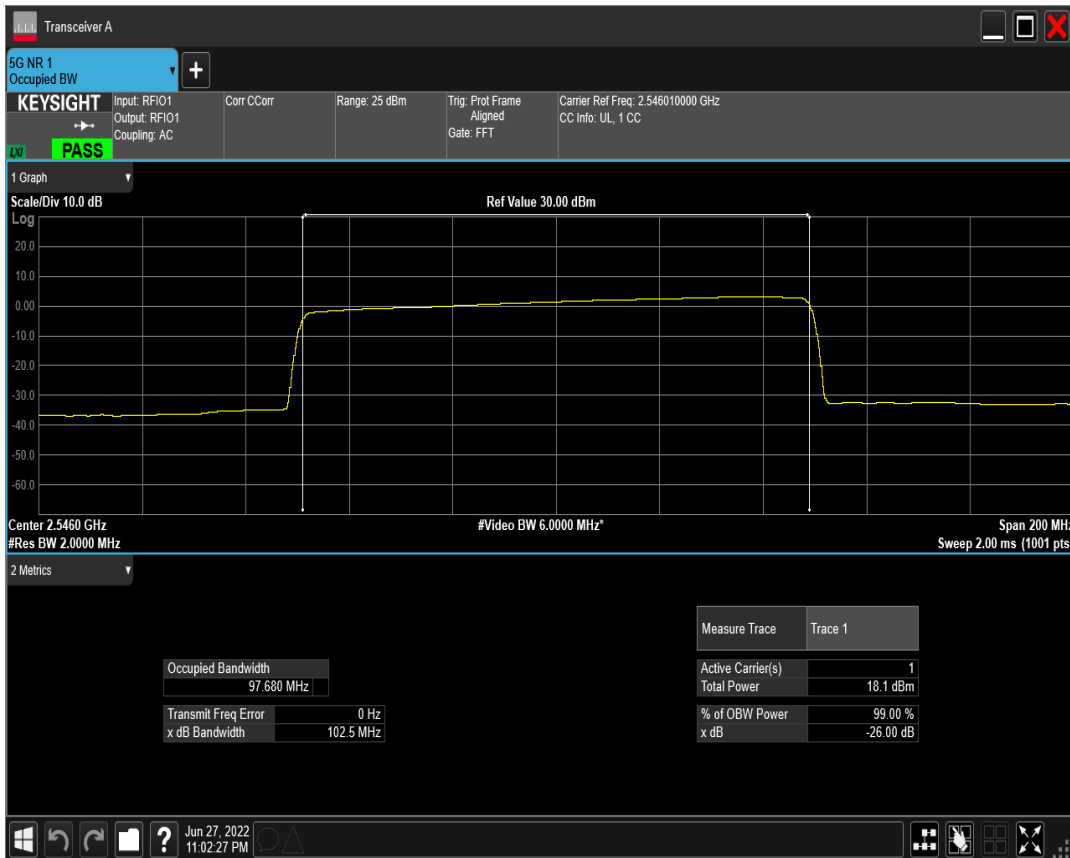 Transceiver A
5G NR 1
Occupied BW
+
KEYSIGHT
LXI
PASS
Input: RFIO1
Output: RFIO1
Coupling: AC
Corr CCorr
Range: 25 dBm
Trig: Prot Frame
Aligned
Gate: FFT
Carrier Ref Freq: 2.546010000 GHz
CC Info: UL, 1 CC
1 Graph
Scale/Div 10.0 dB
Ref Value 30.00 dBm
Log
20.0
10.0
0.00
-10.0
-20.0
-30.0
-40.0
-50.0
-60.0
Center 2.5460 GHz
#Video BW 6.0000 MHz*
Span 200 MHz
#Res BW 2.0000 MHz
Sweep 2.00 ms (1001 pts
2 Metrics
Measure Trace Trace 1
Occupied Bandwidth
97.680 MHz
Active Carrier(s) 1
Total Power 18.1 dBm
Transmit Freq Error 0 Hz
x dB Bandwidth 102.5 MHz
% of OBW Power 99.00 %
x dB -26.00 dB
?
Jun 27, 2022
11:02:27 PM